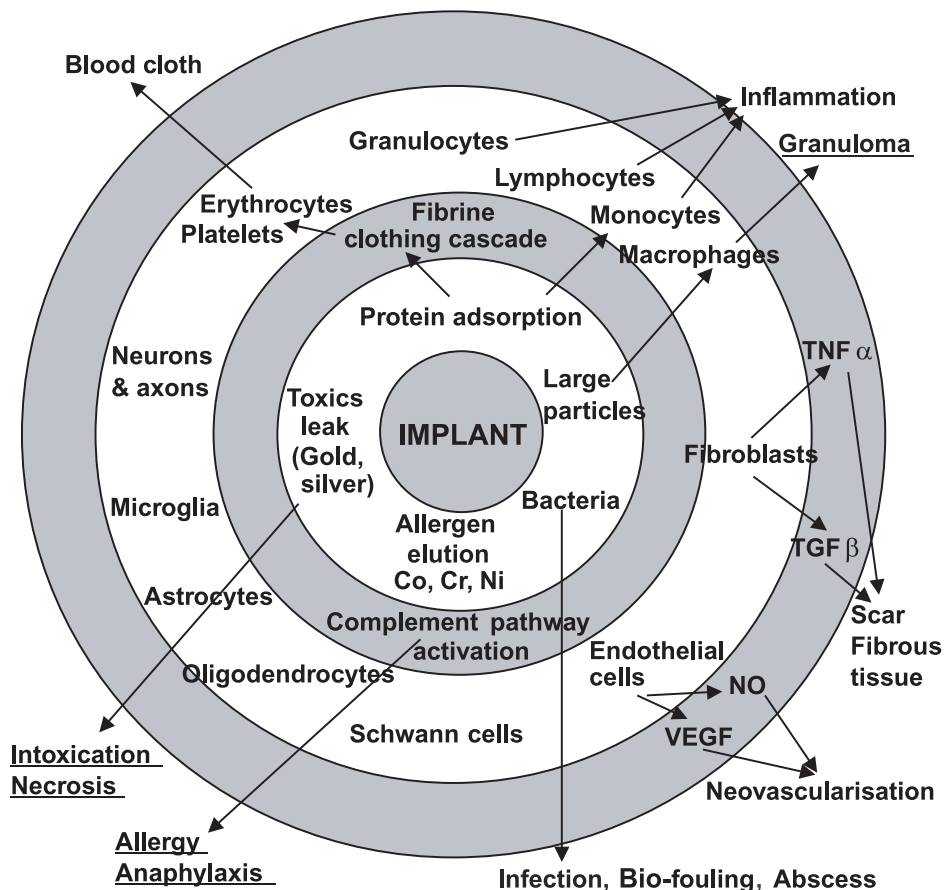 Blood cloth
Inflammation
Granulocytes
Granuloma
Lymphocytes
Erythrocytes
Platelets
Fibrine
clothing cascade
Monocytes
Macrophages
Protein adsorption
Neurons
& axons
TNF α
Large
particles
Toxics
leak
(Gold,
silver)
IMPLANT
Fibroblasts
Microglia
Bacteria
Allergen
elution
Co, Cr, Ni
TGF β
Astrocytes
Scar
Fibrous
tissue
Complement pathway
activation
Endothelial
cells
Oligodendrocytes
NO
VEGF
Schwann cells
Intoxication
Necrosis
Neovascularisation
Allergy
Anaphylaxis
Infection, Bio-fouling, Abscess